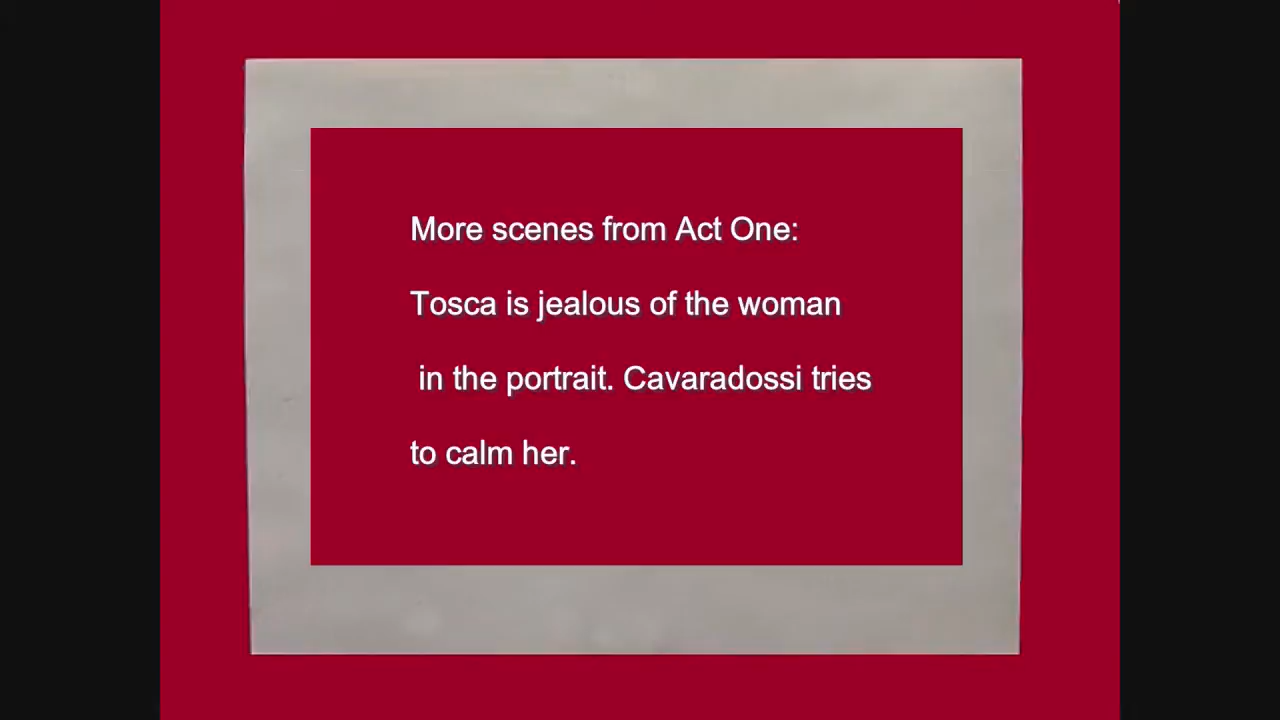 More scenes from Act One:
Tosca is jealous of the woman
in the portrait. Cavaradossi tries
to calm her.